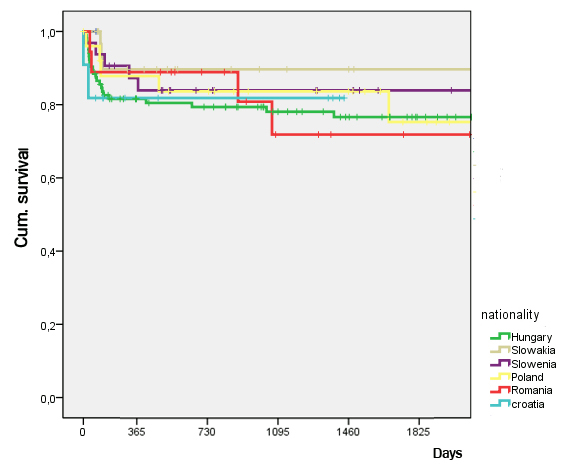 1,0
0,8
0,6
0,4
0,2
0,0
Cum. survival
0 365 730 1095 1460 1825
Days
nationality
Hungary
Slowakia
Slowenia
Poland
Romania
croatia